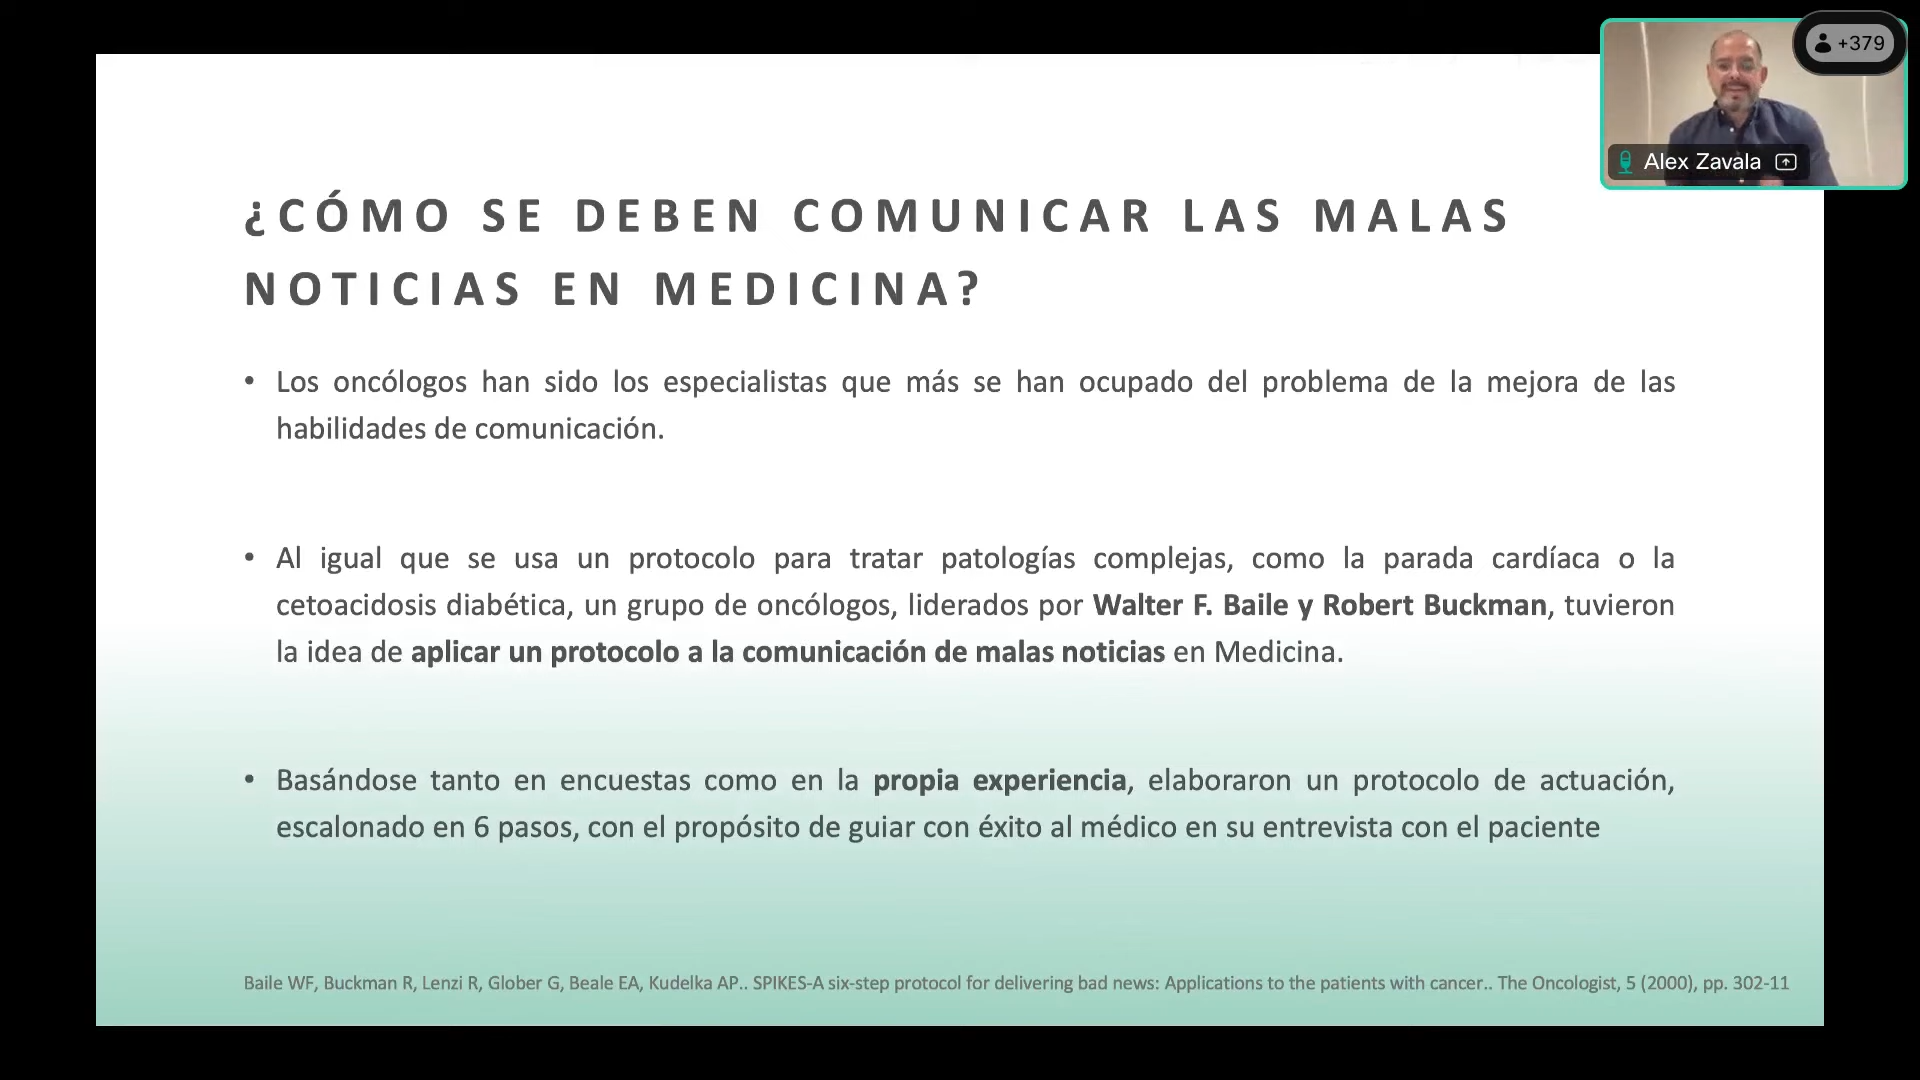 +379
Alex Zavala
¿CÓMO SE DEBEN COMUNICAR LAS MALAS
NOTICIAS EN MEDICINA?
• Los oncólogos han sido los especialistas que más se han ocupado del problema de la mejora de las
habilidades de comunicación.
• Al igual que se usa un protocolo para tratar patologías complejas, como la parada cardíaca o la
cetoacidosis diabética, un grupo de oncólogos, liderados por Walter F. Baile y Robert Buckman, tuvieron
la idea de aplicar un protocolo a la comunicación de malas noticias en Medicina.
• Basándose tanto en encuestas como en la propia experiencia, elaboraron un protocolo de actuación,
escalonado en 6 pasos, con el propósito de guiar con éxito al médico en su entrevista con el paciente
Baile WF, Buckman R, Lenzi R, Glober G, Beale EA, Kudelka AP.. SPIKES-A six-step protocol for delivering bad news: Applications to the patients with cancer.. The Oncologist, 5 (2000), pp. 302-11